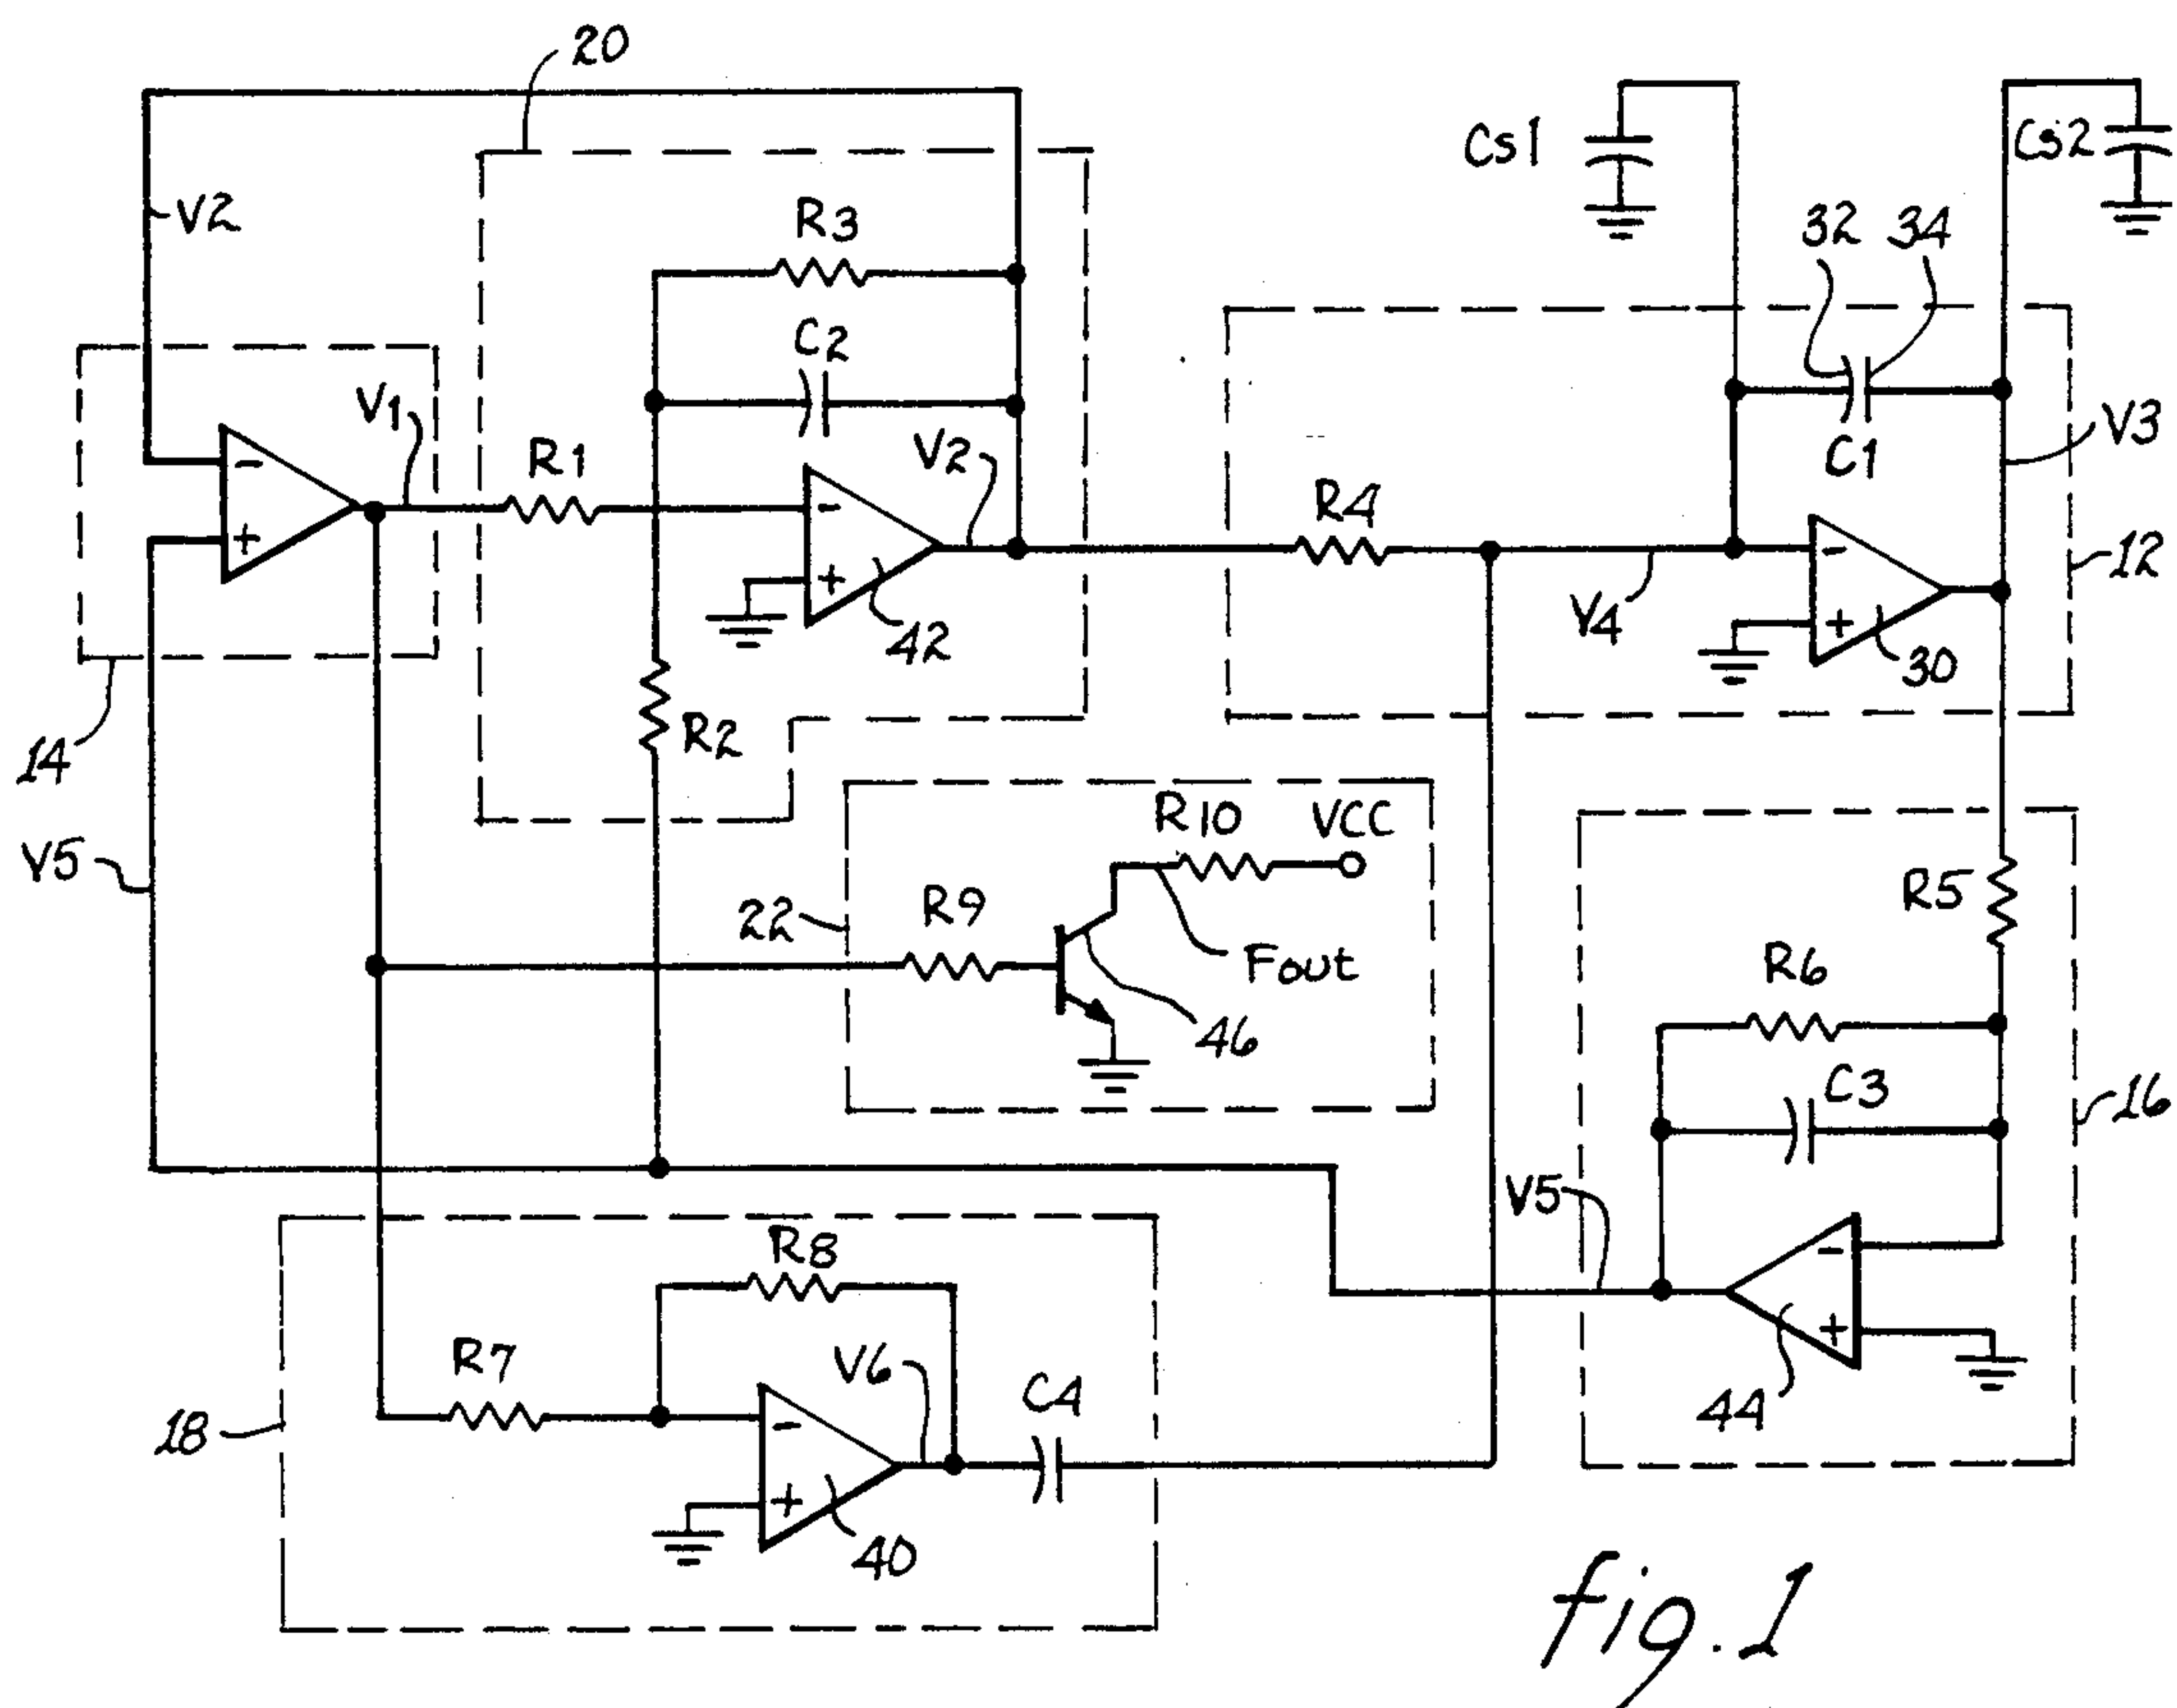 20
Cs1
Cs2
V2
R3
32
34
C2
V1
R1
V2
R4
C1
V3
-
+
-
+
42
V4
-
+
30
12
14
R2
V5
R10
VCC
22
R9
Fout
R5
46
R6
C3
16
V5
R8
-
+
44
R7
V6
C4
18
-
+
40
fig. 1